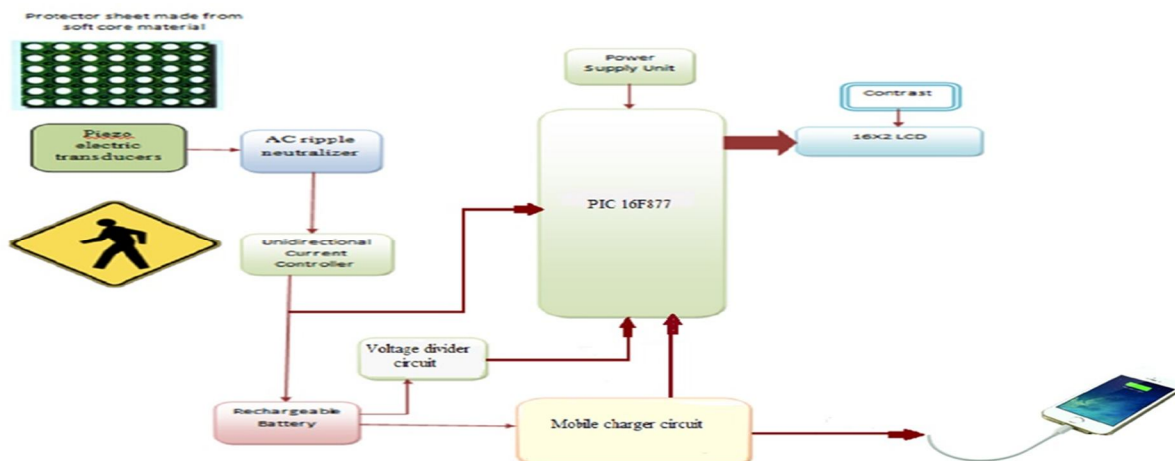 Protector sheet made from
soft core material
Power
Supply Unit
Contrast
16X2 LCD
Piezo
electric
transducers
AC ripple
neutralizer
PIC 16F877
Unidirectional
Current
Controller
Voltage divider
circuit
Rechargeable
Battery
Mobile charger circuit